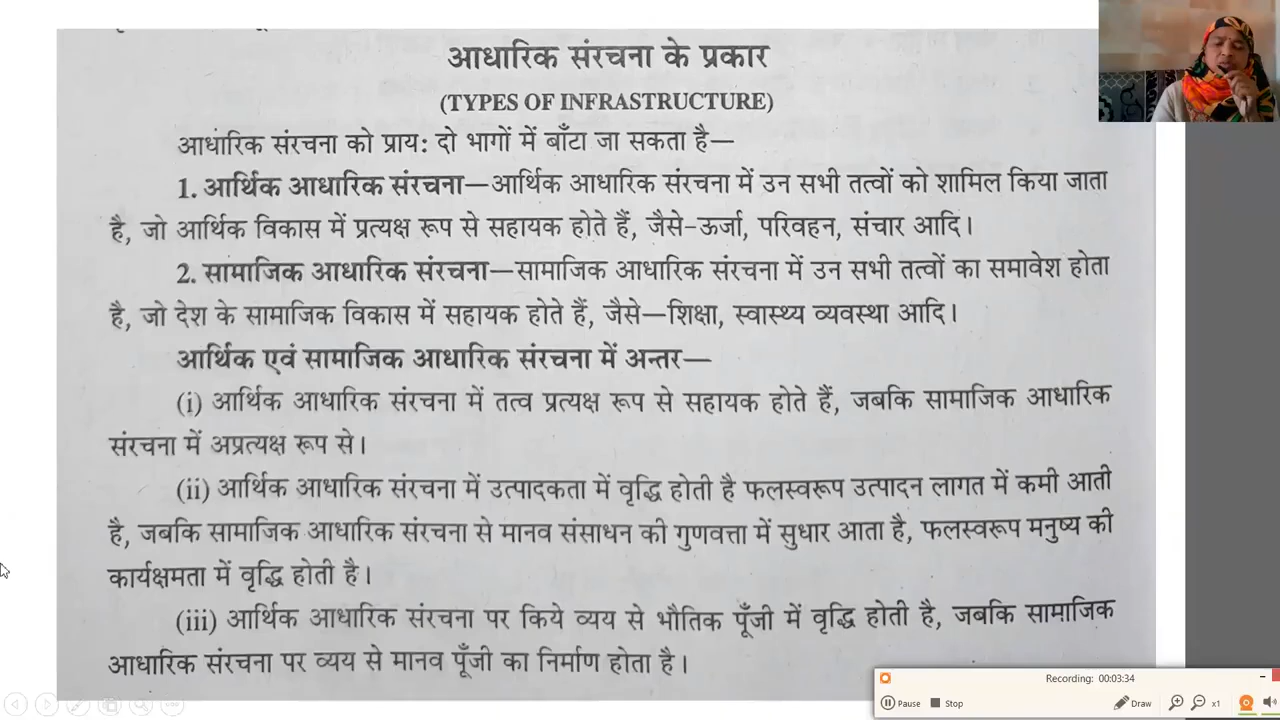 आधारिक संरचना के प्रकार
(TYPES OF INFRASTRUCTURE)
आधारिक संरचना को प्राय: दो भागों में बाँटा जा सकता है—
1. आर्थिक आधारिक संरचना—आर्थिक आधारिक संरचना में उन सभी तत्वों को शामिल किया जाता
है, जो आर्थिक विकास में प्रत्यक्ष रूप से सहायक होते हैं, जैसे-ऊर्जा, परिवहन, संचार आदि।
2. सामाजिक आधारिक संरचना—सामाजिक आधारिक संरचना में उन सभी तत्वों का समावेश होता
है, जो देश के सामाजिक विकास में सहायक होते हैं, जैसे—शिक्षा, स्वास्थ्य व्यवस्था आदि।
आर्थिक एवं सामाजिक आधारिक संरचना में अन्तर—
(i) आर्थिक आधारिक संरचना में तत्व प्रत्यक्ष रूप से सहायक होते हैं, जबकि सामाजिक आधारिक
संरचना में अप्रत्यक्ष रूप से।
(ii) आर्थिक आधारिक संरचना में उत्पादकता में वृद्धि होती है फलस्वरूप उत्पादन लागत में कमी आती
है, जबकि सामाजिक आधारिक संरचना से मानव संसाधन की गुणवत्ता में सुधार आता है, फलस्वरूप मनुष्य की
कार्यक्षमता में वृद्धि होती है।
(iii) आर्थिक आधारिक संरचना पर किये व्यय से भौतिक पूँजी में वृद्धि होती है, जबकि सामाजिक
आधारिक संरचना पर व्यय से मानव पूँजी का निर्माण होता है।
Recording: 00:03:34
Pause Stop Draw x1